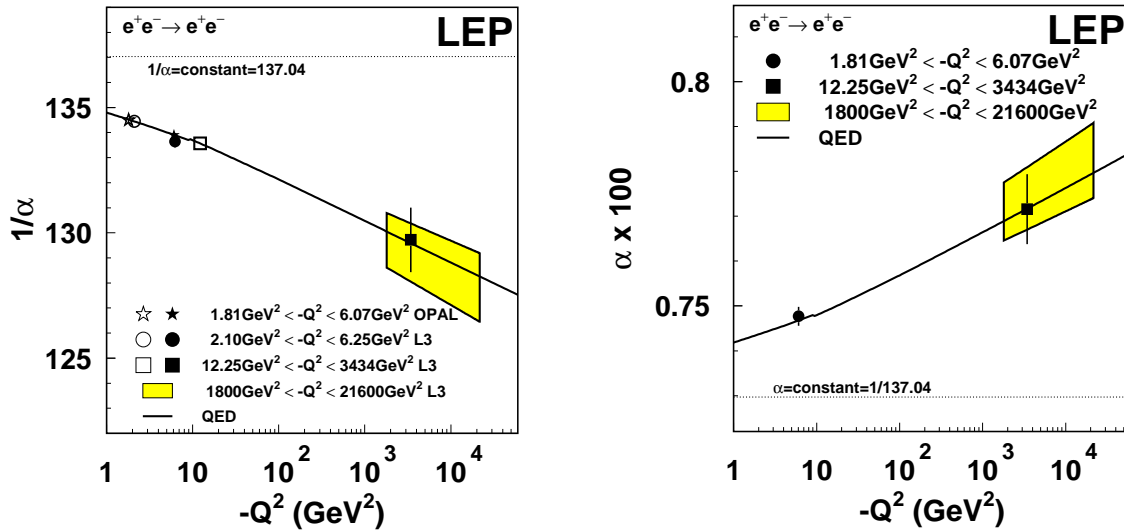 e⁺e⁻→ e⁺e⁻
LEP
1/α=constant=137.04
135
130
125
1/α
1.81GeV² < -Q² < 6.07GeV² OPAL
2.10GeV² < -Q² < 6.25GeV² L3
12.25GeV² < -Q² < 3434GeV² L3
1800GeV² < -Q² < 21600GeV² L3
QED
1 10 10² 10³ 10⁴
-Q² (GeV²)
e⁺e⁻ → e⁺e⁻
LEP
1.81GeV² < -Q² < 6.07GeV²
12.25GeV² < -Q² < 3434GeV²
1800GeV² < -Q² < 21600GeV²
QED
0.8
0.75
α x 100
α=constant=1/137.04
1 10 10² 10³ 10⁴
-Q² (GeV²)